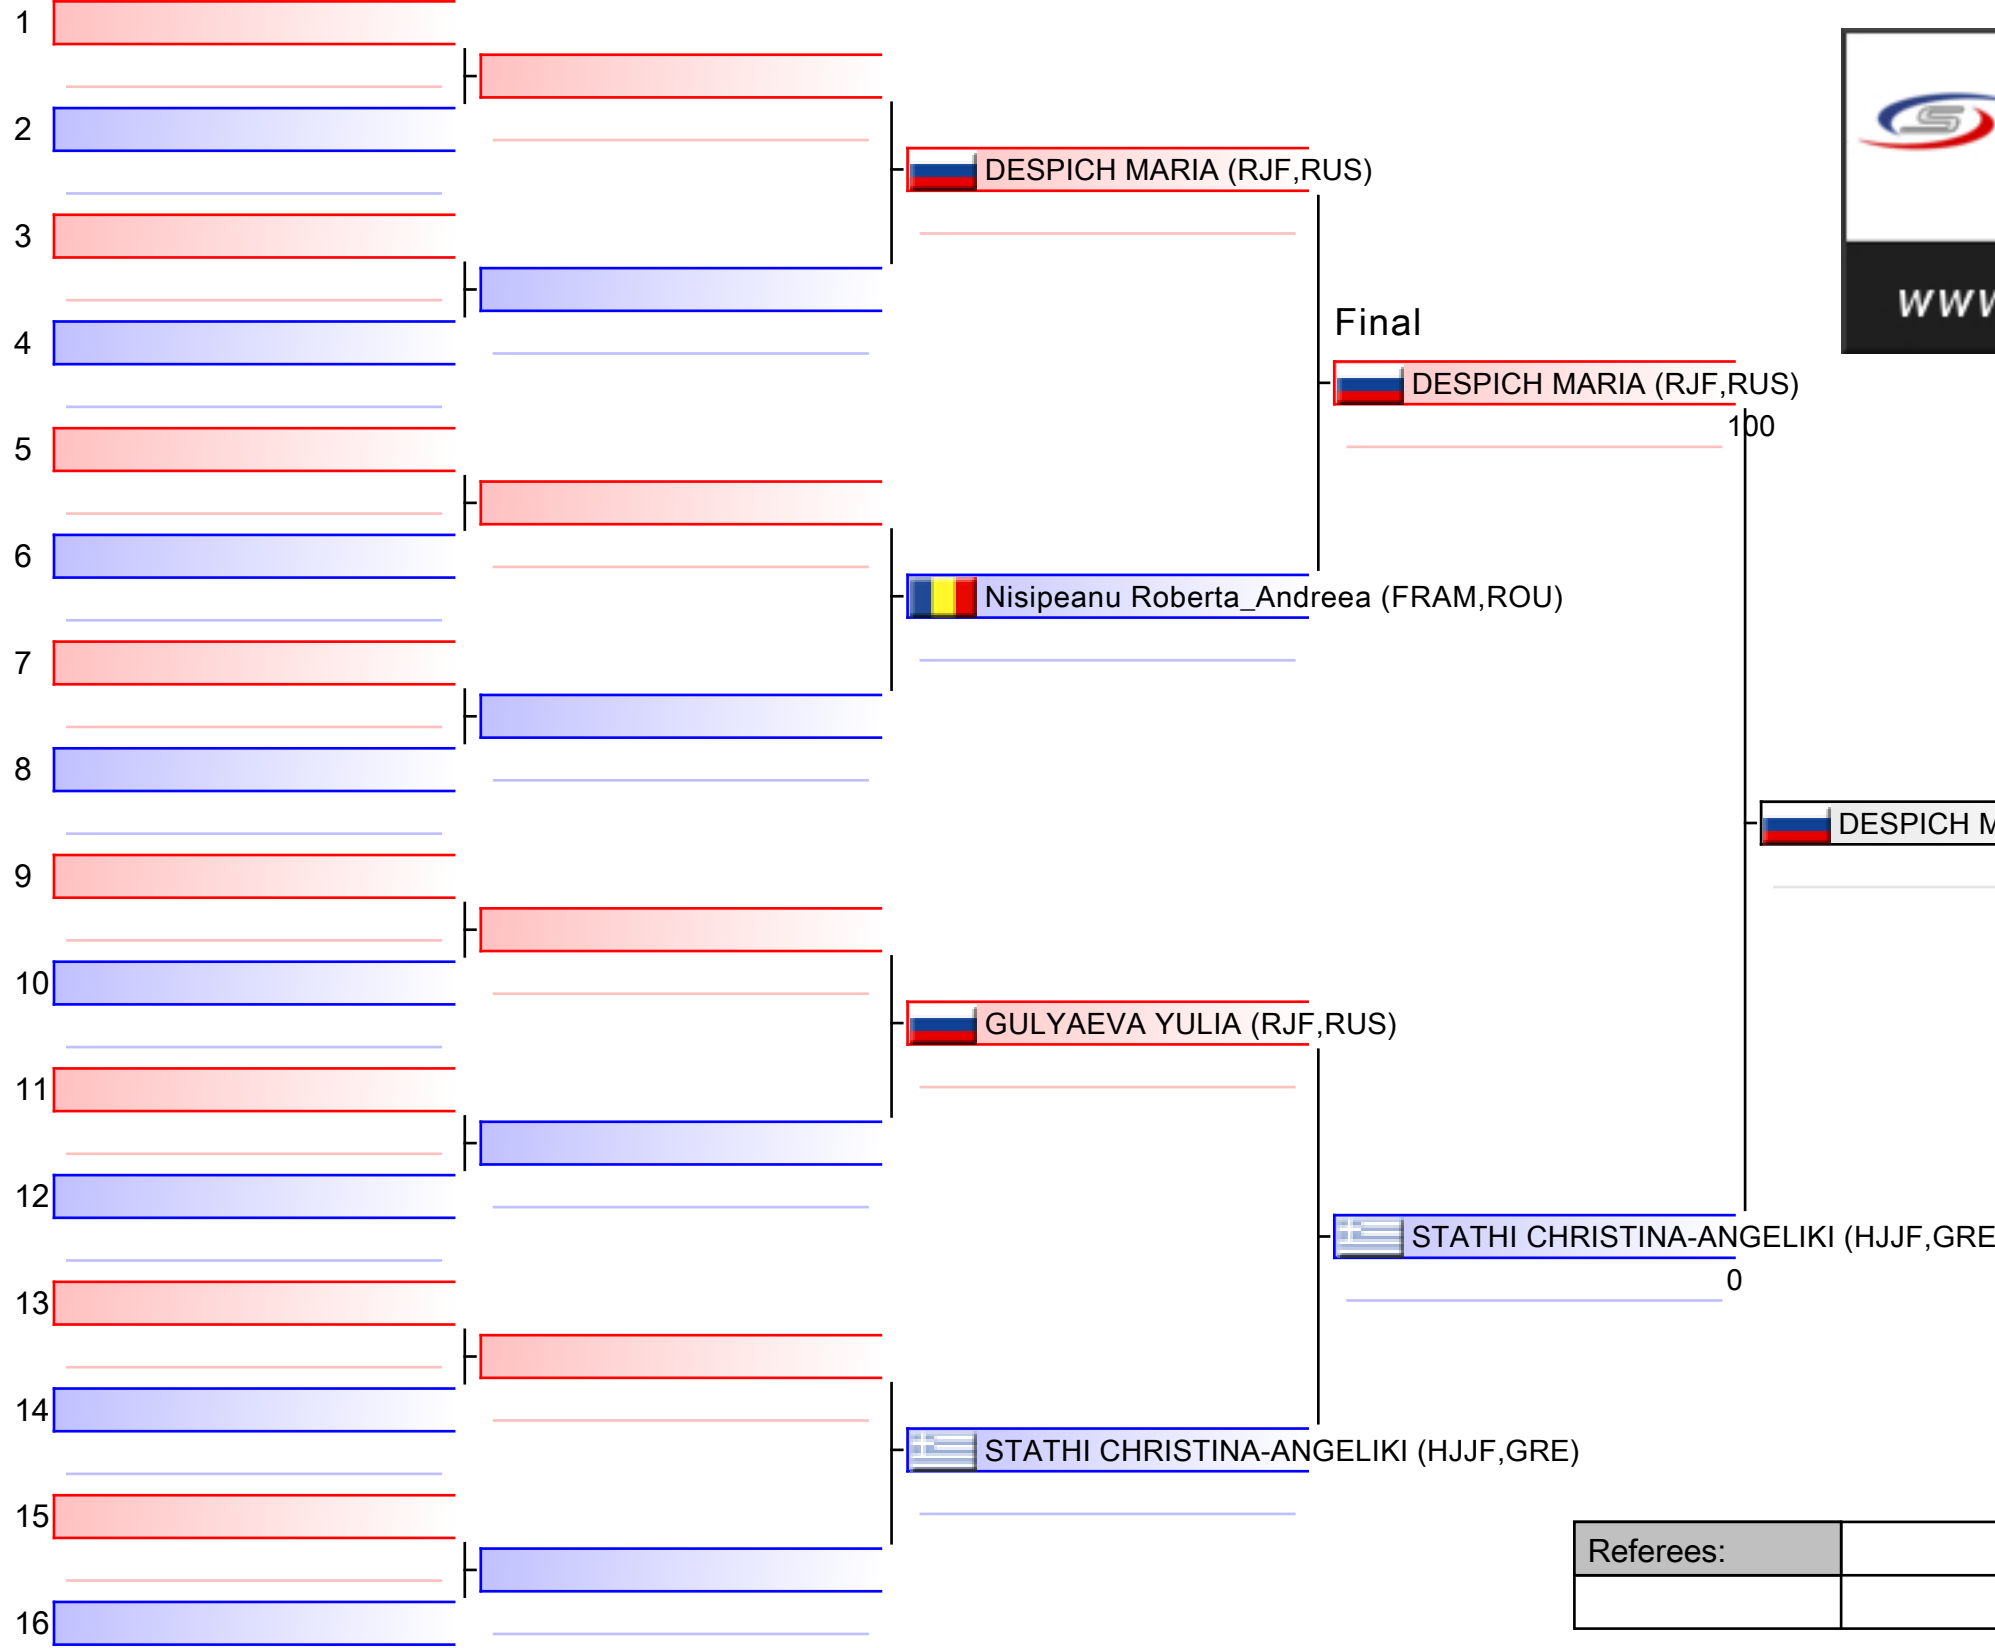 1
2
3
4
5
6
7
8
9
10
11
12
13
14
15
16
DESPICH MARIA (RJF,RUS)
Nisipeanu Roberta_Andreea (FRAM,ROU)
GULYAEVA YULIA (RJF,RUS)
STATHI CHRISTINA-ANGELIKI (HJJF,GRE)
Final
DESPICH MARIA (RJF,RUS)
100
STATHI CHRISTINA-ANGELIKI (HJJF,GRE
0
DESPICH M
S
www
Referees: